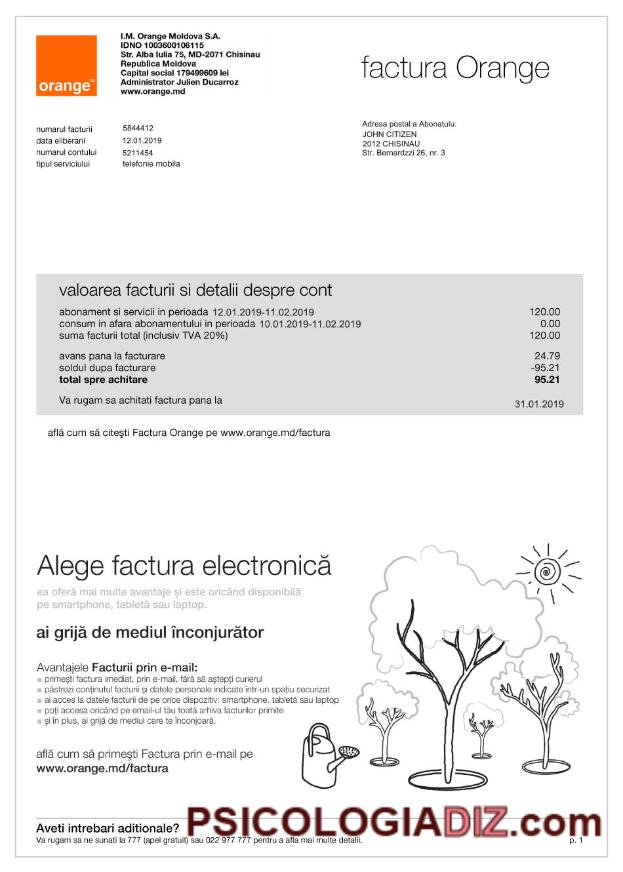 orange™
I.M. Orange Moldova S.A.
IDNO 1003600106115
Str. Alba Iulia 75, MD-2071 Chisinau
Republica Moldova
Capital social 179499609 lei
Administrator Julien Ducarroz
www.orange.md
factura Orange
numarul facturii 5844412
data eliberarii 12.01.2019
numarul contului 5211454
tipul serviciului telefonie mobila
Adresa postal a Abonatulu:
JOHN CITIZEN
2012 CHISINAU
Str. Bernardzzi 26, nr. 3
valoarea facturii si detalii despre cont
abonament si servicii in perioada 12.01.2019-11.02.2019 120.00
consum in afara abonamentului in perioada 10.01.2019-11.02.2019 0.00
suma facturii total (inclusiv TVA 20%) 120.00
avans pana la facturare 24.79
soldul dupa facturare -95.21
total spre achitare 95.21
Va rugam sa achitati factura pana la 31.01.2019
află cum să citești Factura Orange pe www.orange.md/factura
Alege factura electronică
ea oferă mai multe avantaje și este oricând disponibilă
pe smartphone, tabletă sau laptop.
ai grijă de mediul înconjurător
Avantajele Facturii prin e-mail:
primești factura imediat, prin e-mail, fără să aștepți curierul
păstrezi conținutul facturii și datele personale indicate într-un spațiu securizat
ai acces la datele facturii de pe orice dispozitiv: smartphone, tabletă sau laptop
poți accesa oricând pe email-ul tău toată arhiva facturilor primite
și în plus, ai grijă de mediul care te înconjoară.
află cum să primești Factura prin e-mail pe
www.orange.md/factura
Aveti intrebari aditionale?
PSICOLOGIADIZ.com
Va rugam sa ne sunati la 777 (apel gratuit) sau 022 977 777 pentru a afla mai multe detalii. p. 1